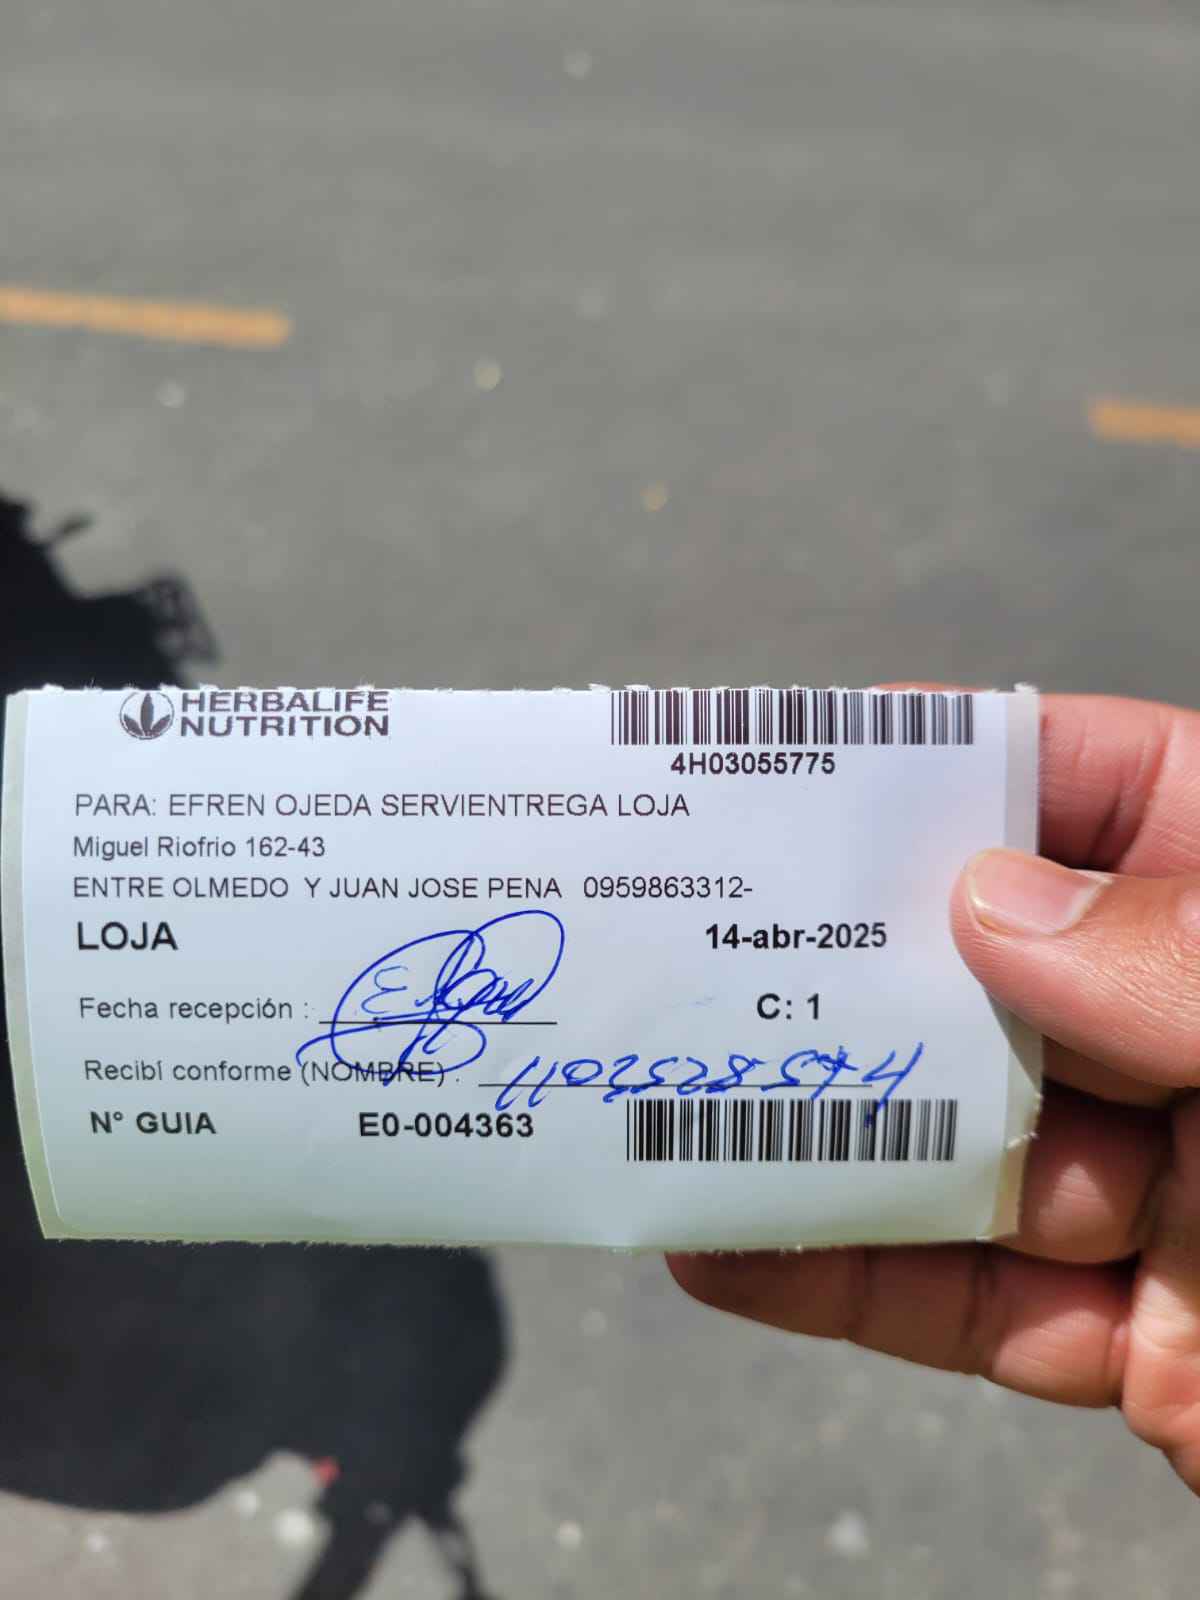 HERBALIFE
NUTRITION
4H03055775
PARA: EFREN OJEDA SERVIENTREGA LOJA
Miguel Riofrio 162-43
ENTRE OLMEDO Y JUAN JOSE PENA 0959863312-
LOJA
14-abr-2025
Fecha recepción :
C: 1
Recibí conforme (NOMBRE) :
N° GUIA E0-004363